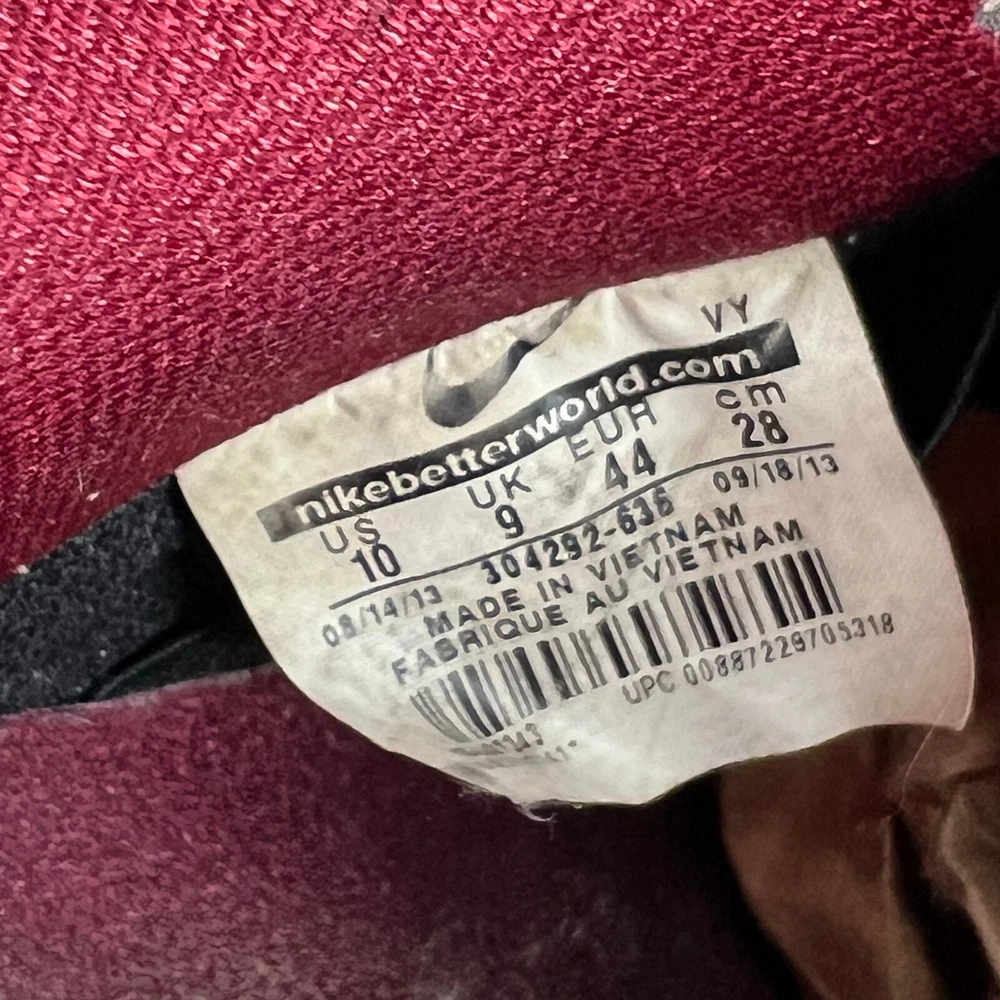 VY
nikebetterworld.com
US UK EUR cm
10 9 44 28
08/14/13 304292-636 09/18/13
MADE IN VIETNAM
FABRIQUE AU VIETNAM
UPC 00887229705318